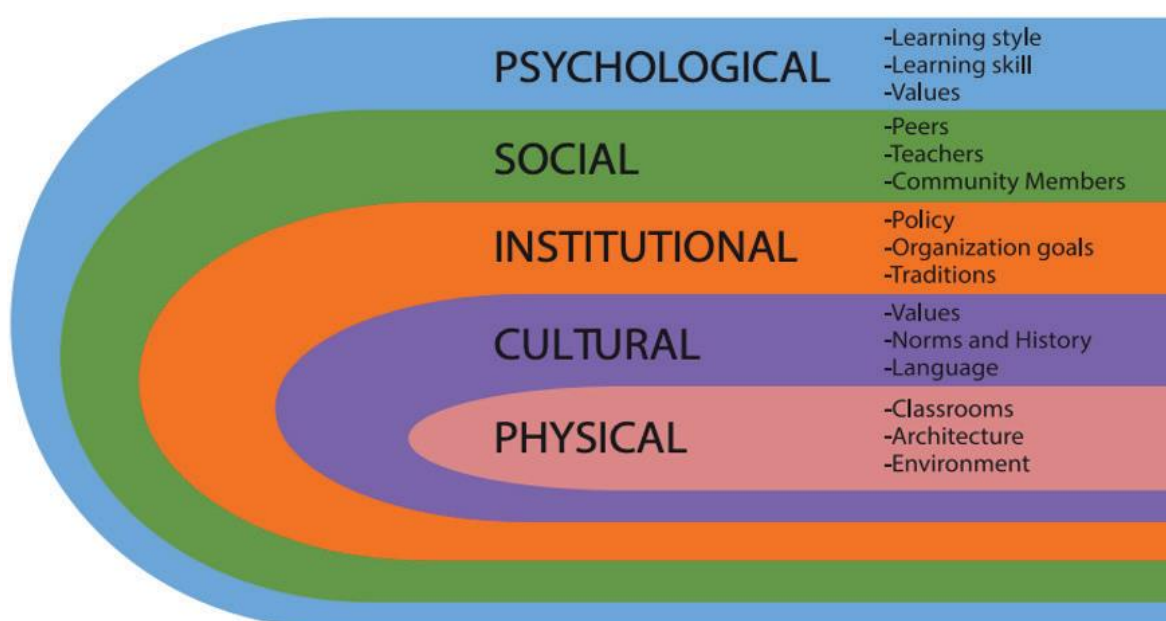 PSYCHOLOGICAL
-Learning style
-Learning skill
-Values
SOCIAL
-Peers
-Teachers
-Community Members
INSTITUTIONAL
-Policy
-Organization goals
-Traditions
CULTURAL
-Values
-Norms and History
-Language
PHYSICAL
-Classrooms
-Architecture
-Environment